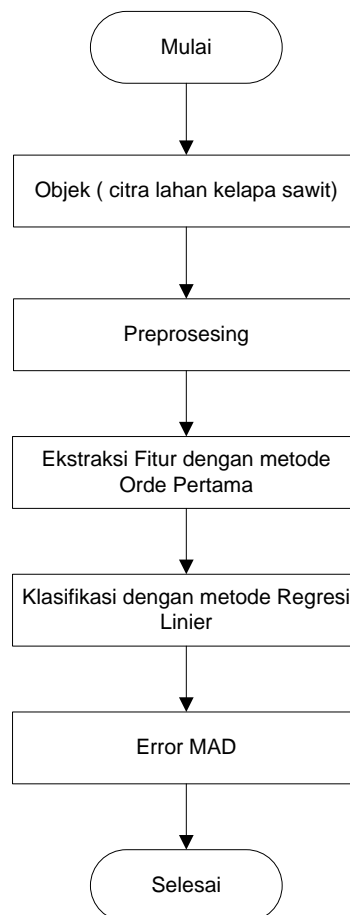 Mulai
Objek ( citra lahan kelapa sawit)
Preprosesing
Ekstraksi Fitur dengan metode
Orde Pertama
Klasifikasi dengan metode Regresi
Linier
Error MAD
Selesai